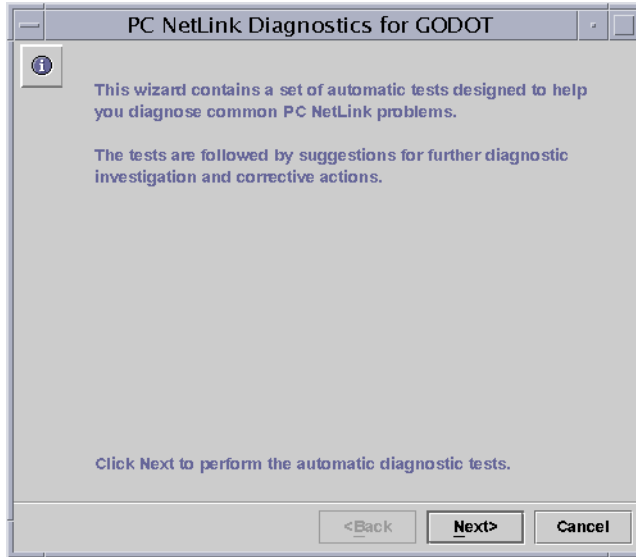 PC NetLink Diagnostics for GODOT
This wizard contains a set of automatic tests designed to help
you diagnose common PC NetLink problems.
The tests are followed by suggestions for further diagnostic
investigation and corrective actions.
Click Next to perform the automatic diagnostic tests.
<Back
Next>
Cancel